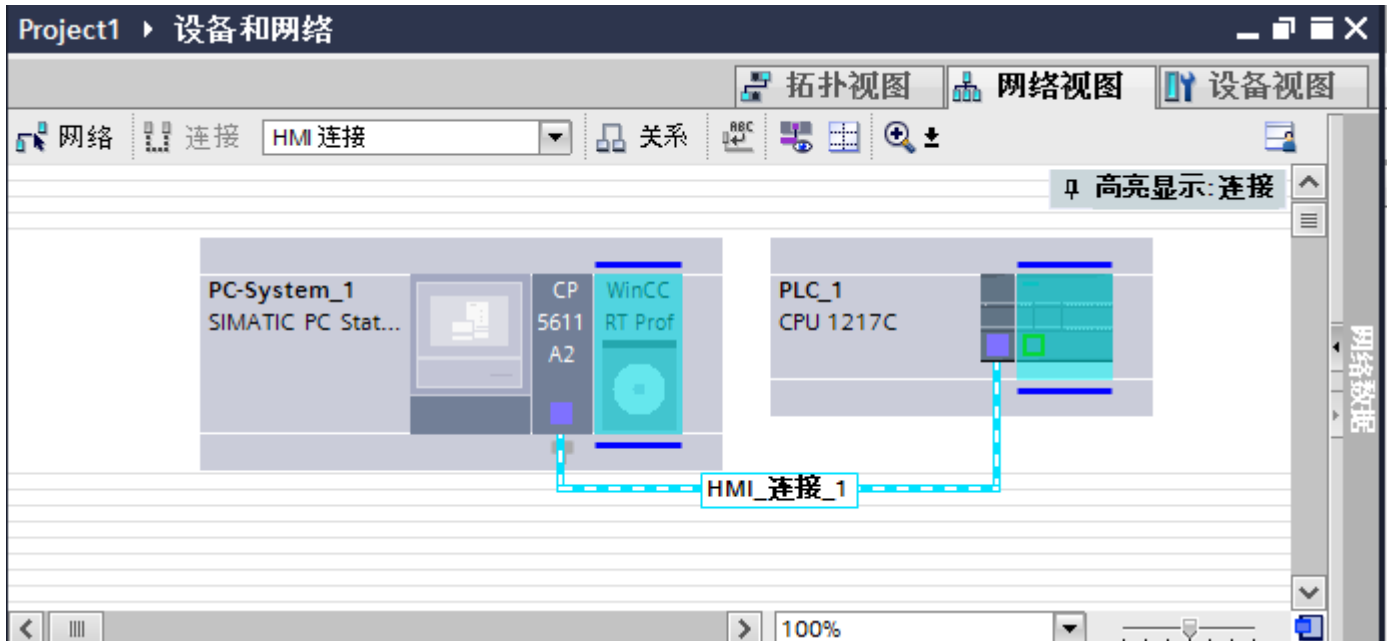 Project1 ▸ 设备和网络
拓扑视图 网络视图 设备视图
网络 连接 HMI 连接 关系 ABC
高亮显示:连接
PC-System_1
SIMATIC PC Stat...
CP
5611
A2
WinCC
RT Prof
PLC_1
CPU 1217C
HMI_连接_1
网络数据
100%